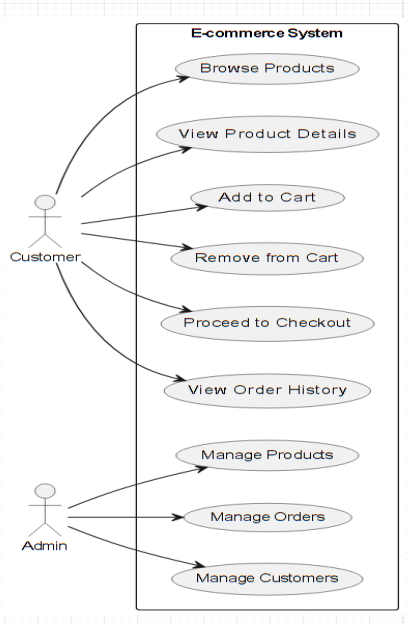 E-commerce System
Browse Products
View Product Details
Add to Cart
Remove from Cart
Customer
Proceed to Checkout
View Order History
Manage Products
Manage Orders
Admin
Manage Customers